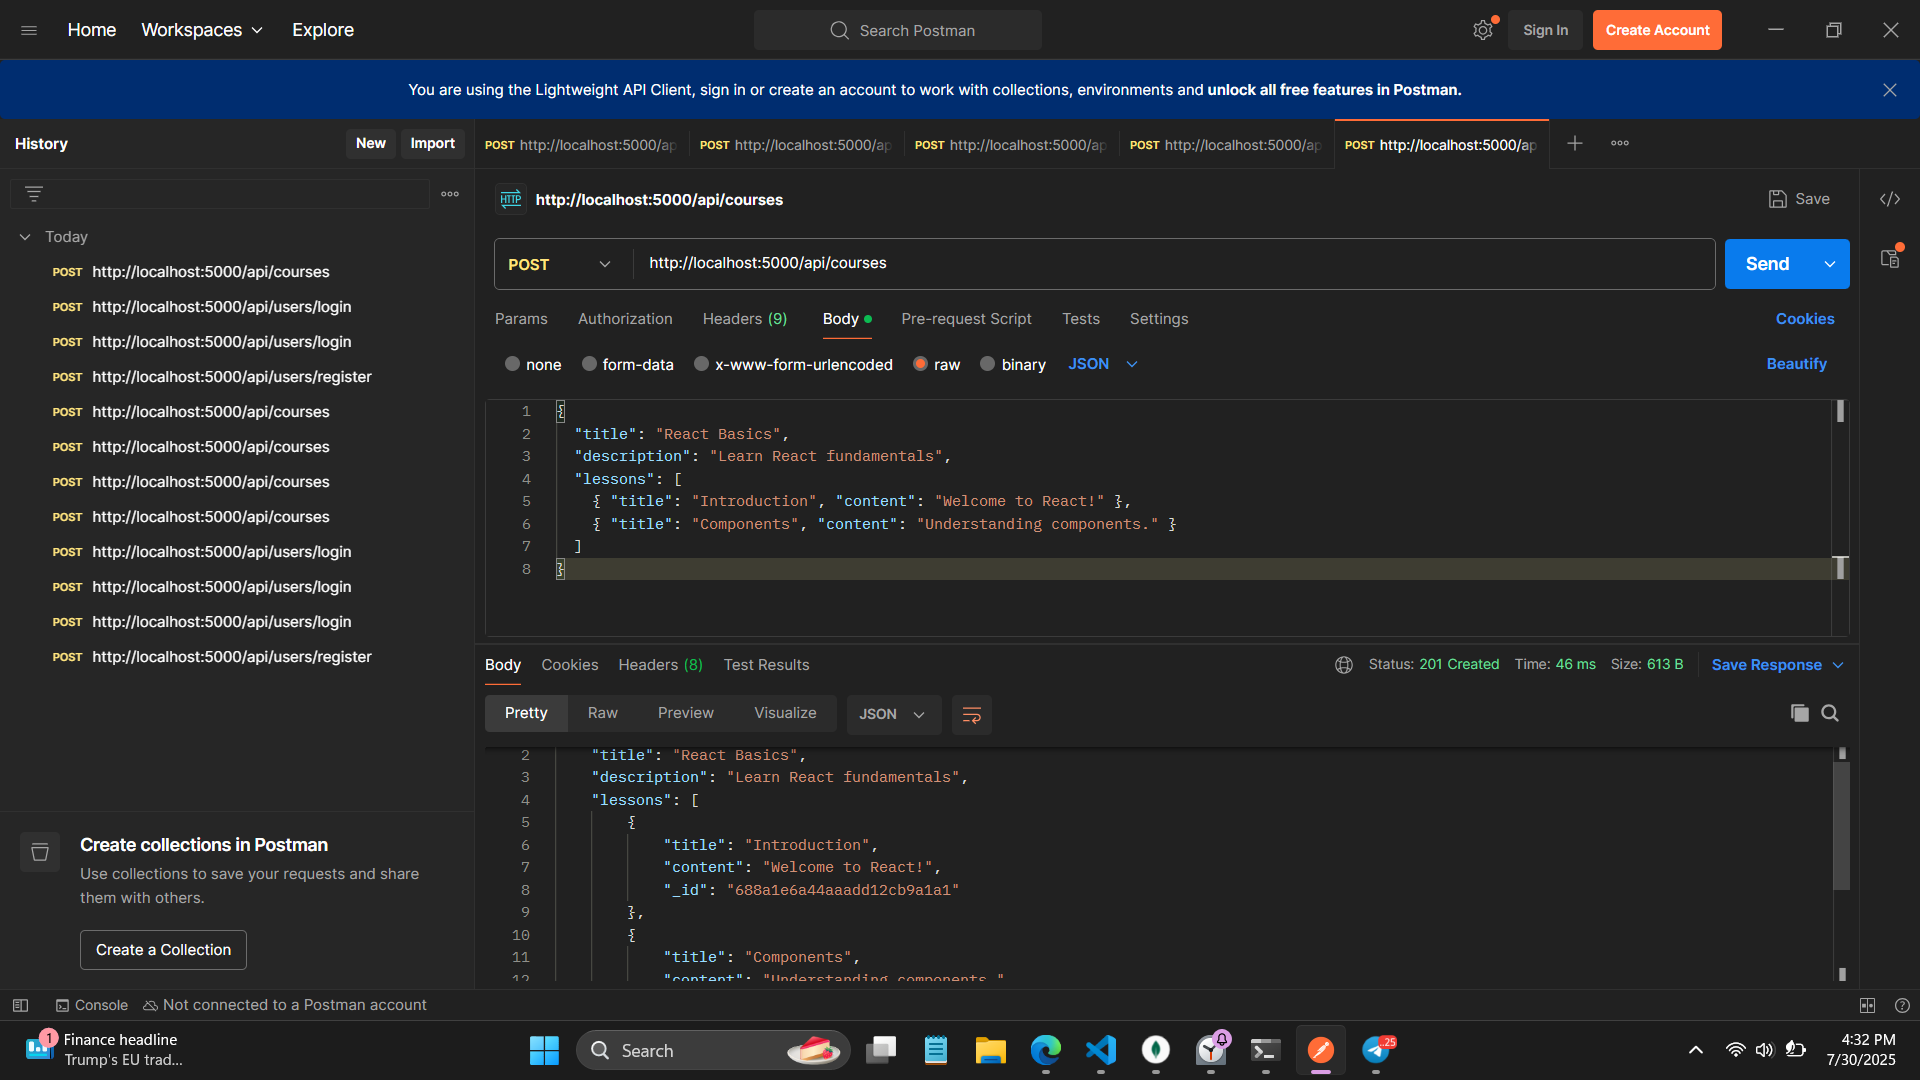 Home
Workspaces
Explore
Search Postman
Sign In
Create Account
You are using the Lightweight API Client, sign in or create an account to work with collections, environments and unlock all free features in Postman.
History
New
Import
POST http://localhost:5000/ap
POST http://localhost:5000/ap
POST http://localhost:5000/ap
POST http://localhost:5000/ap
POST http://localhost:5000/ap
Today
POST http://localhost:5000/api/courses
POST http://localhost:5000/api/users/login
POST http://localhost:5000/api/users/login
POST http://localhost:5000/api/users/register
POST http://localhost:5000/api/courses
POST http://localhost:5000/api/courses
POST http://localhost:5000/api/courses
POST http://localhost:5000/api/courses
POST http://localhost:5000/api/users/login
POST http://localhost:5000/api/users/login
POST http://localhost:5000/api/users/login
POST http://localhost:5000/api/users/register
Create collections in Postman
Use collections to save your requests and share
them with others.
Create a Collection
HTTP http://localhost:5000/api/courses
Save
POST http://localhost:5000/api/courses
Send
Params Authorization Headers (9) Body Pre-request Script Tests Settings
Cookies
none form-data x-www-form-urlencoded raw binary JSON
Beautify
1 {
2 "title": "React Basics",
3 "description": "Learn React fundamentals",
4 "lessons": [
5 { "title": "Introduction", "content": "Welcome to React!" },
6 { "title": "Components", "content": "Understanding components." }
7 ]
8 }
Body Cookies Headers (8) Test Results
Status: 201 Created Time: 46 ms Size: 613 B Save Response
Pretty Raw Preview Visualize JSON
2 "title": "React Basics",
3 "description": "Learn React fundamentals",
4 "lessons": [
5 {
6 "title": "Introduction",
7 "content": "Welcome to React!",
8 "_id": "688a1e6a44aaadd12cb9a1a1"
9 },
10 {
11 "title": "Components",
12 "content": "Understanding components."
Console
Not connected to a Postman account
1
Finance headline
Trump's EU trad...
Search
25
4:32 PM
7/30/2025